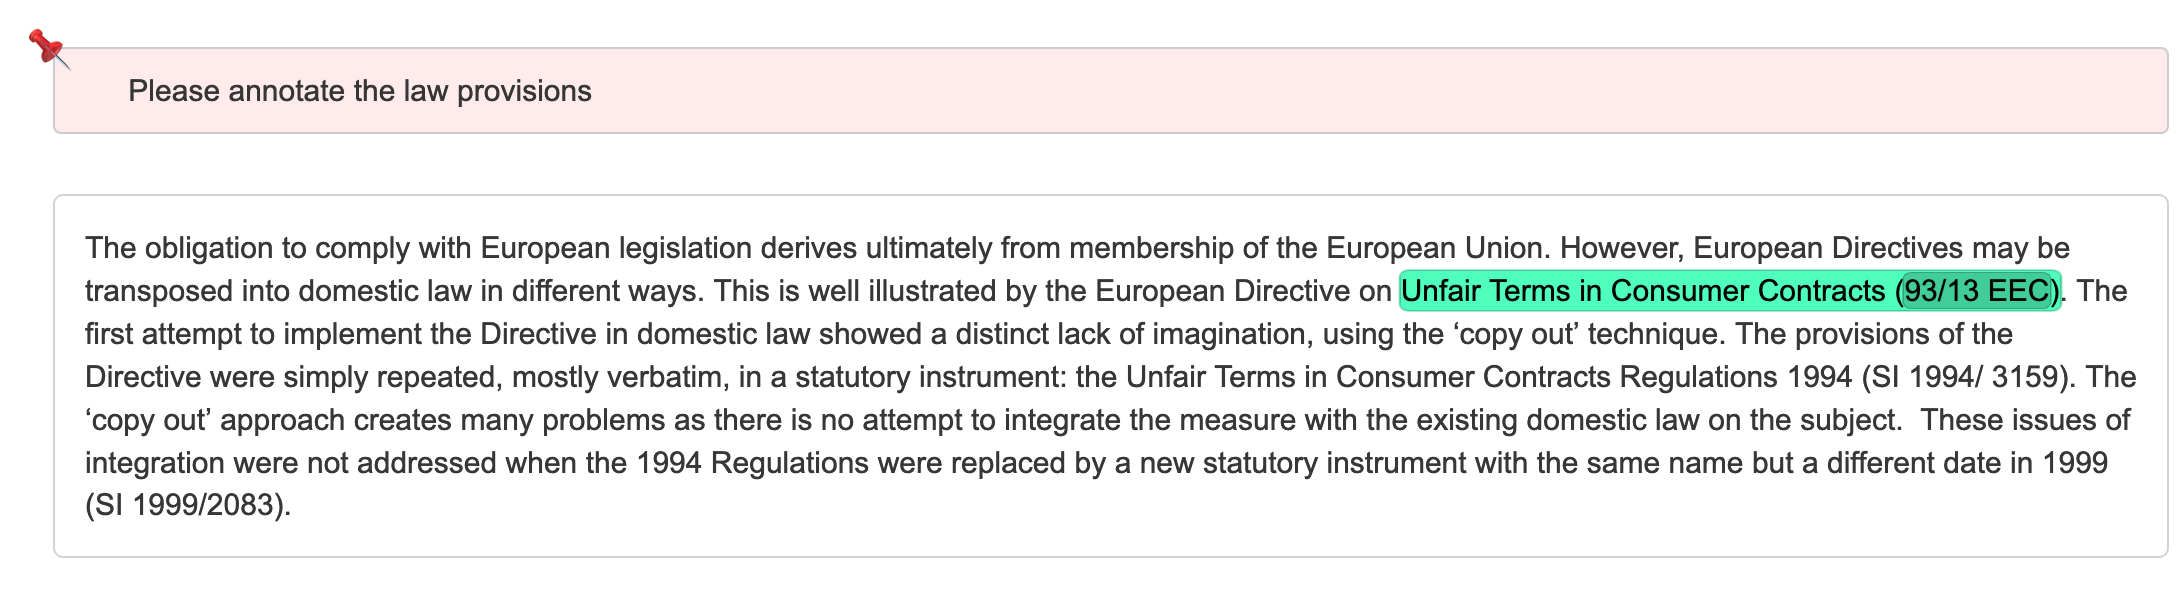 Please annotate the law provisions
The obligation to comply with European legislation derives ultimately from membership of the European Union. However, European Directives may be
transposed into domestic law in different ways. This is well illustrated by the European Directive on Unfair Terms in Consumer Contracts (93/13 EEC). The
first attempt to implement the Directive in domestic law showed a distinct lack of imagination, using the ‘copy out’ technique. The provisions of the
Directive were simply repeated, mostly verbatim, in a statutory instrument: the Unfair Terms in Consumer Contracts Regulations 1994 (SI 1994/ 3159). The
‘copy out’ approach creates many problems as there is no attempt to integrate the measure with the existing domestic law on the subject.  These issues of
integration were not addressed when the 1994 Regulations were replaced by a new statutory instrument with the same name but a different date in 1999
(SI 1999/2083).